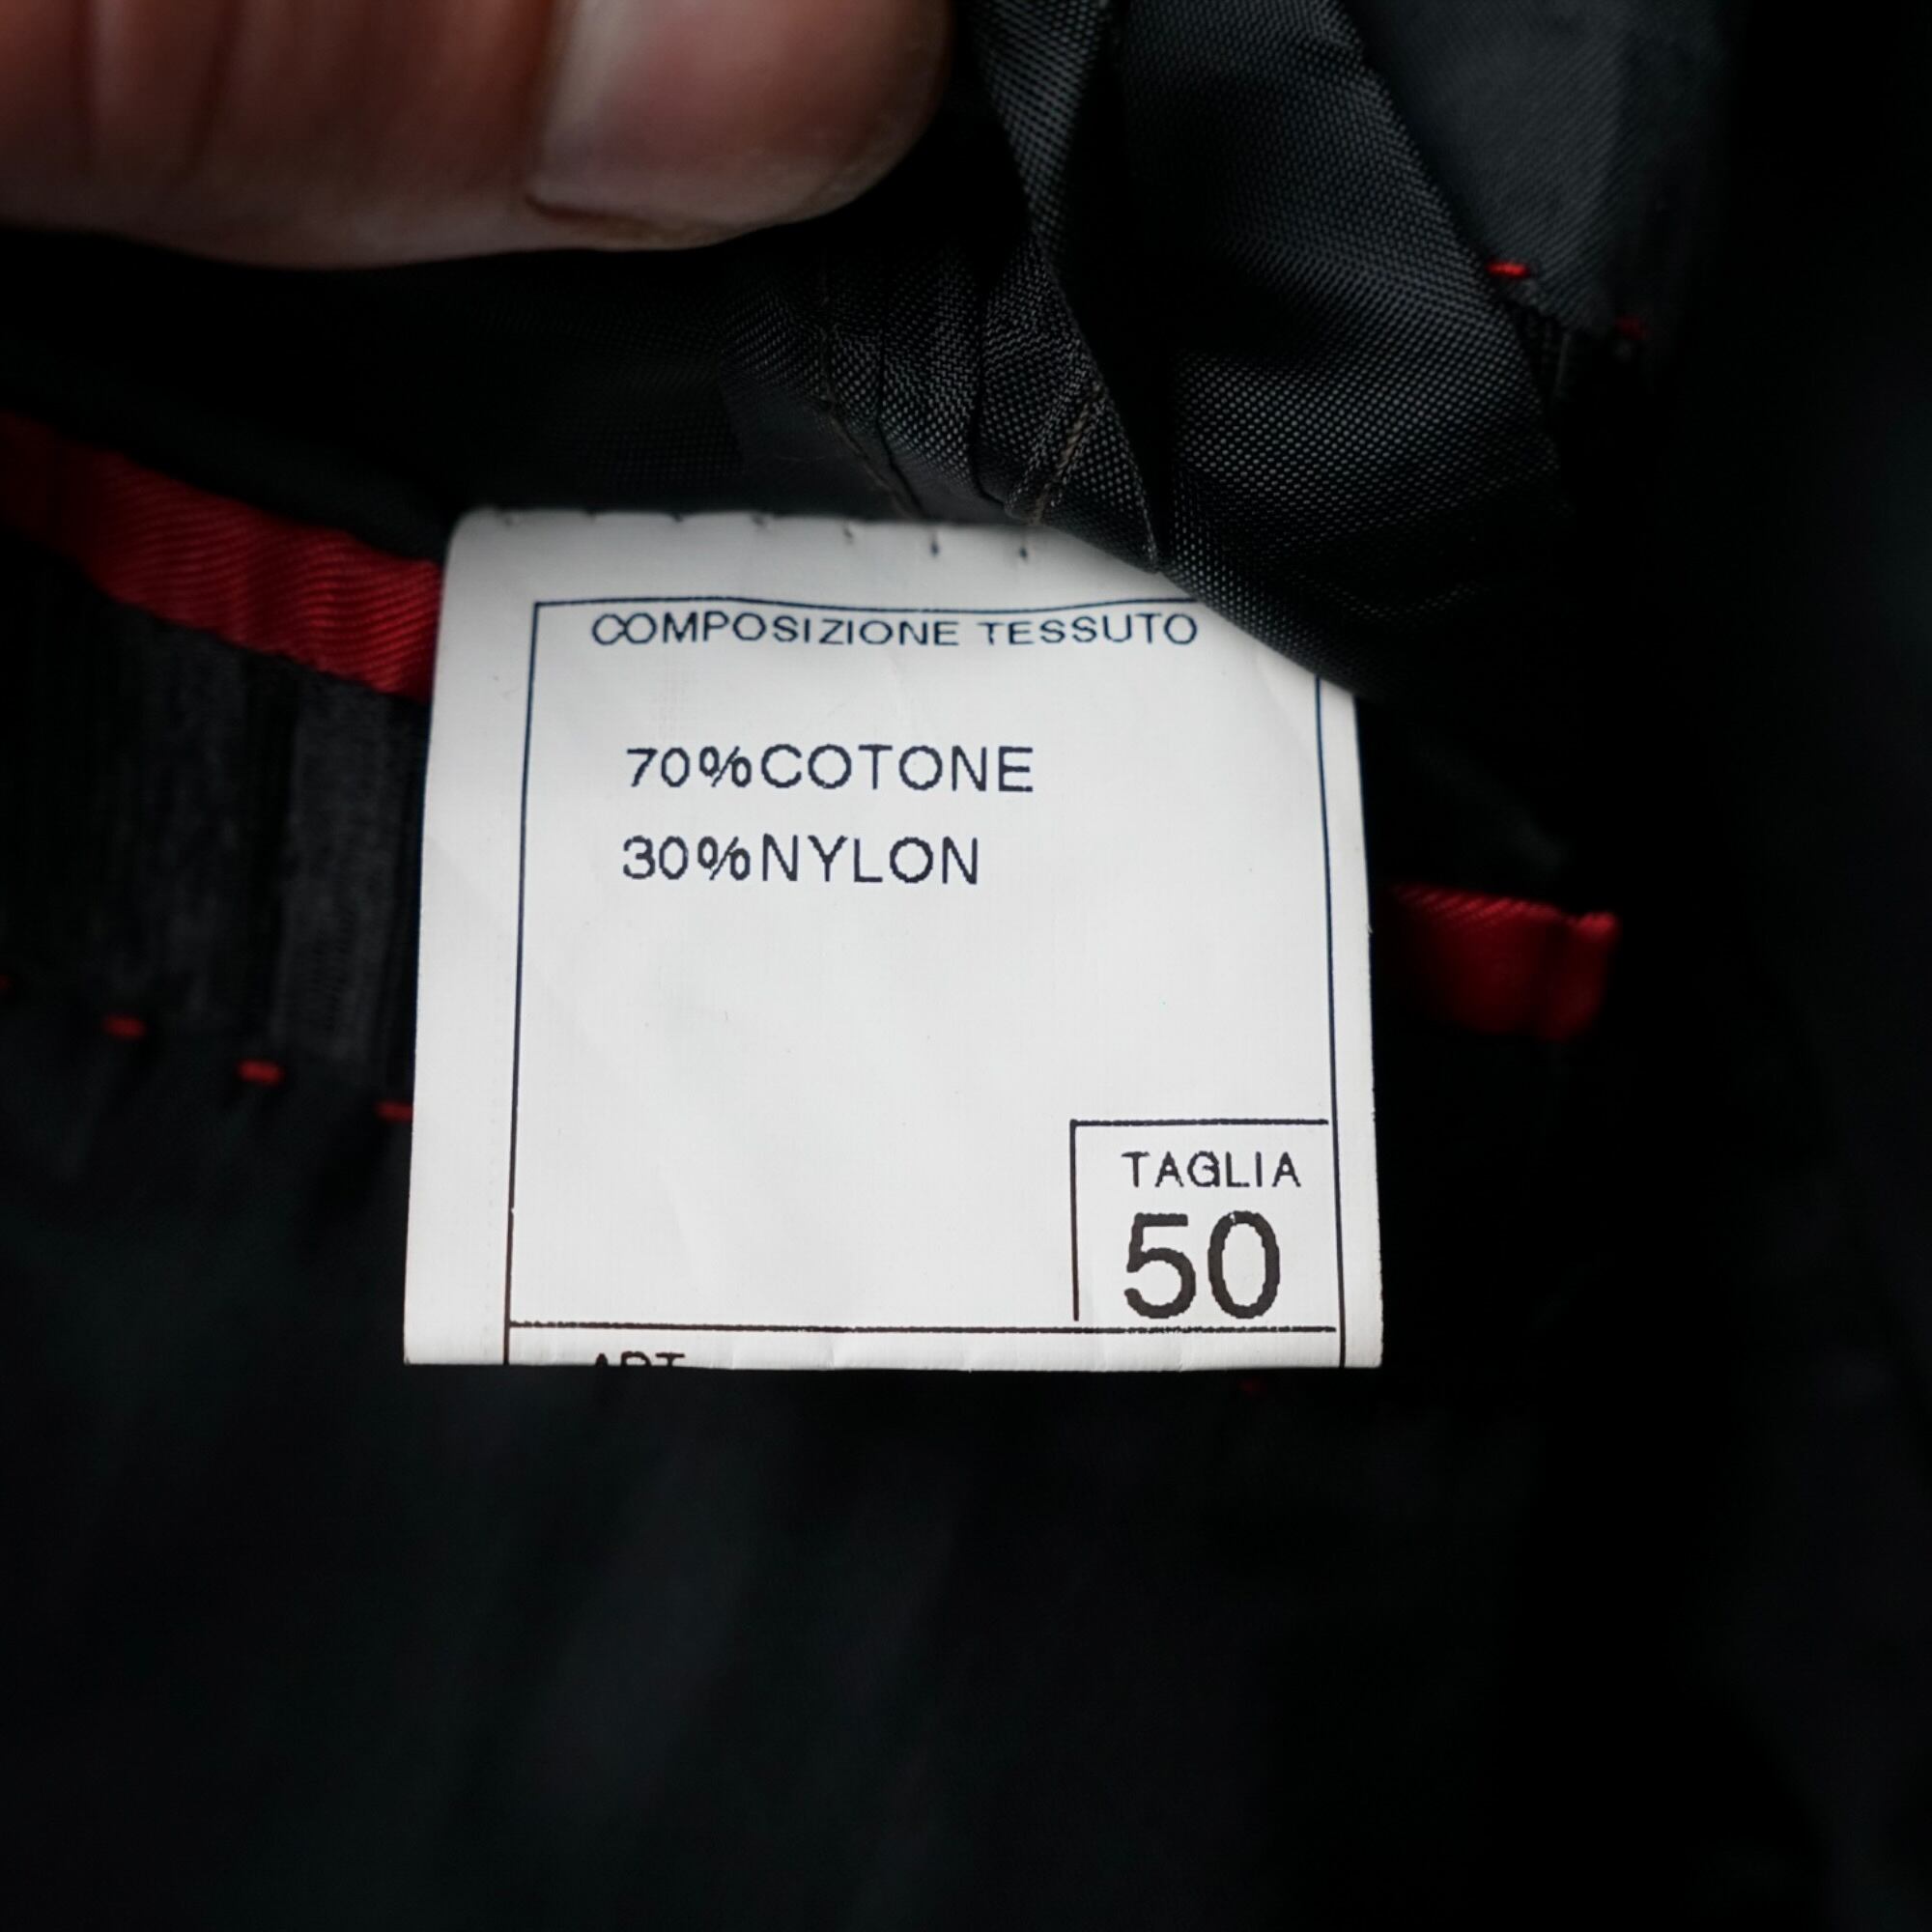 COMPOSIZIONE TESSUTO
70%COTONE
30%NYLON
TAGLIA
50